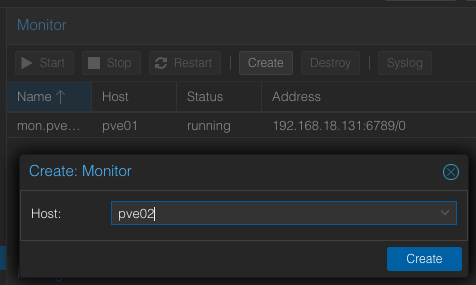 Monitor
Start Stop Restart Create Destroy Syslog
Name Host Status Address
mon.pve... pve01 running 192.168.18.131:6789/0
Create: Monitor
Host: pve02
Create